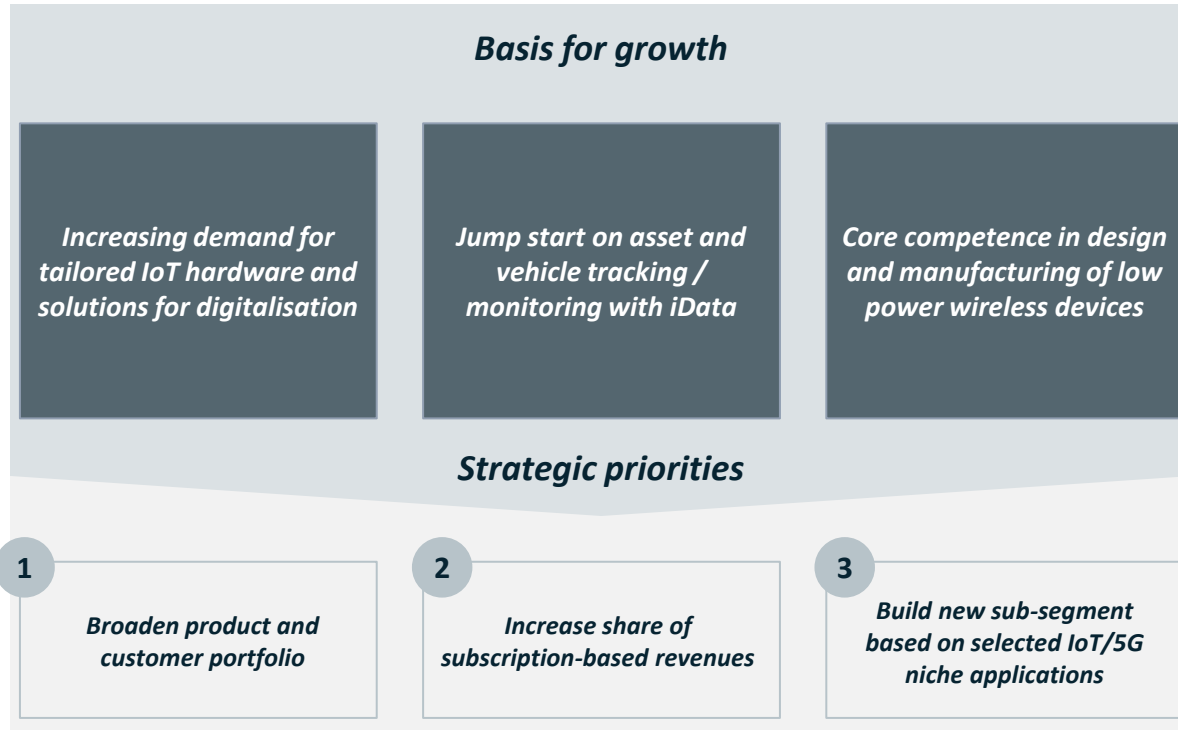 Basis for growth
Increasing demand for
tailored IoT hardware and
solutions for digitalisation
Jump start on asset and
vehicle tracking /
monitoring with iData
Core competence in design
and manufacturing of low
power wireless devices
Strategic priorities
1
Broaden product and
customer portfolio
2
Increase share of
subscription-based revenues
3
Build new sub-segment
based on selected IoT/5G
niche applications